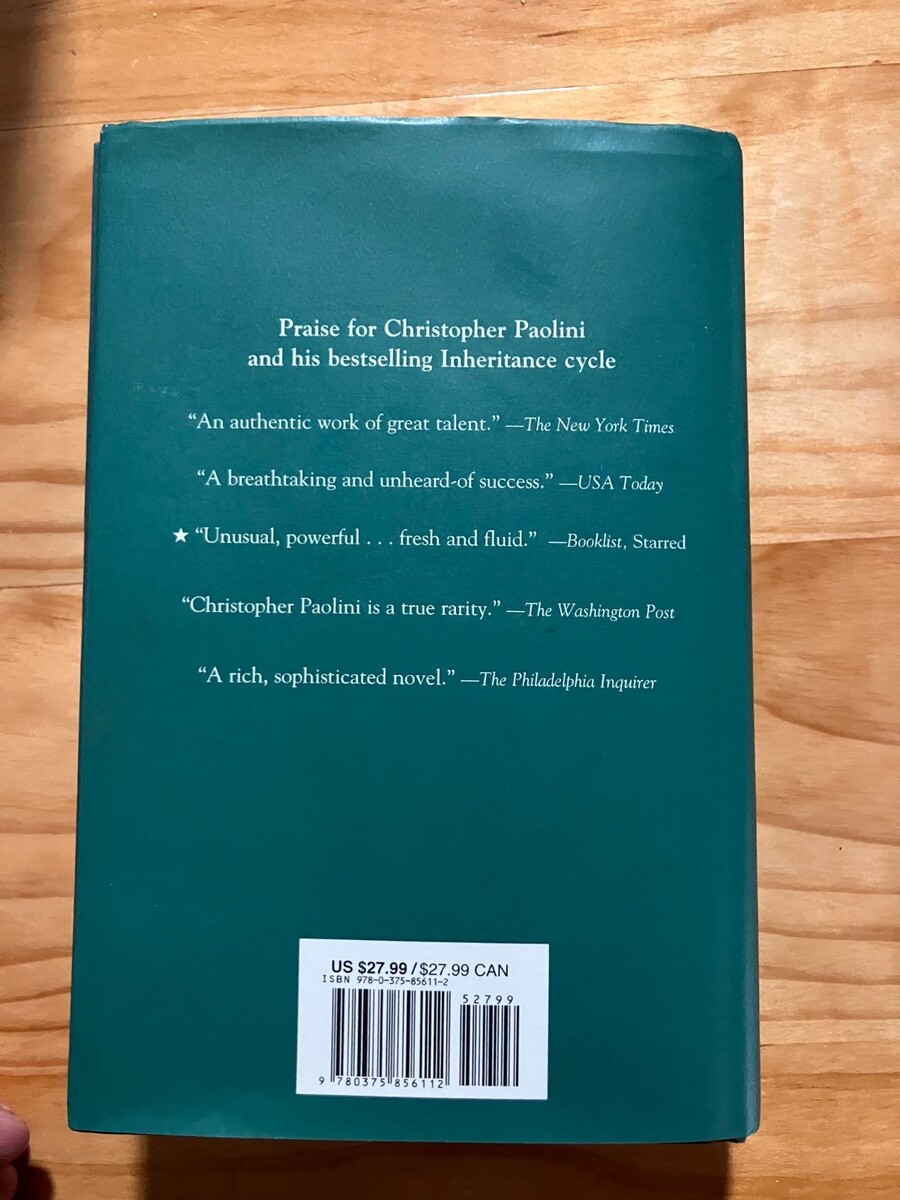 Praise for Christopher Paolini
and his bestselling Inheritance cycle
“An authentic work of great talent.” —The New York Times
“A breathtaking and unheard-of success.” —USA Today
★ “Unusual, powerful . . . fresh and fluid.” —Booklist, Starred
“Christopher Paolini is a true rarity.” —The Washington Post
“A rich, sophisticated novel.” —The Philadelphia Inquirer
US $27.99 / $27.99 CAN
ISBN 978-0-375-85611-2
52799
9 780375 856112